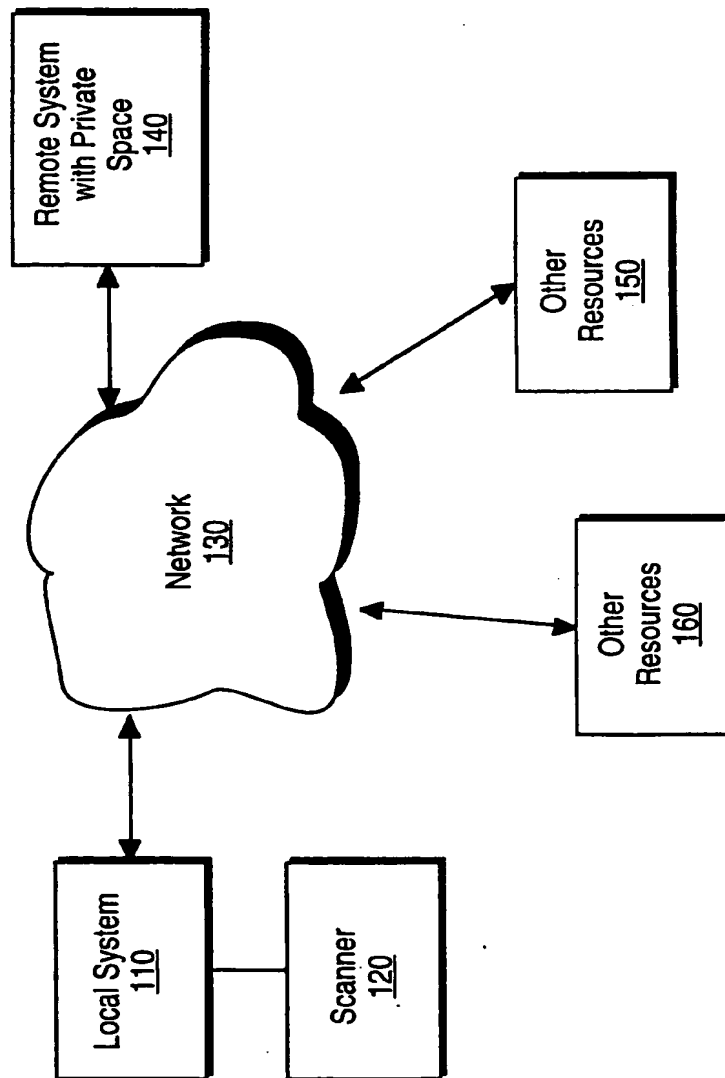 Local System
110
Scanner
120
Network
130
Remote System
with Private
Space
140
Other
Resources
150
Other
Resources
160